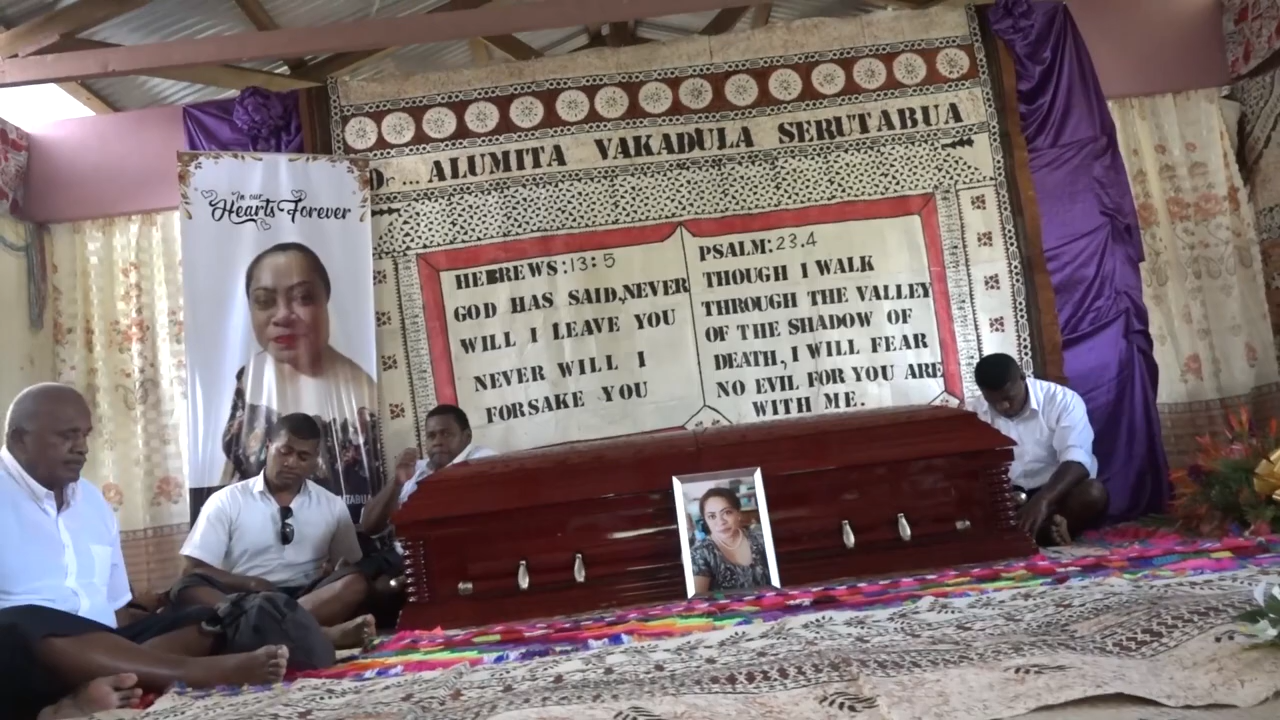 Dr... ALUMITA VAKADULA SERUTABUA
In our
Hearts Forever
HEBREWS:13:5
GOD HAS SAID,NEVER
WILL I LEAVE YOU
NEVER WILL I
FORSAKE YOU
PSALM:23.4
THOUGH I WALK
THROUGH THE VALLEY
OF THE SHADOW OF
DEATH, I WILL FEAR
NO EVIL FOR YOU ARE
WITH ME.